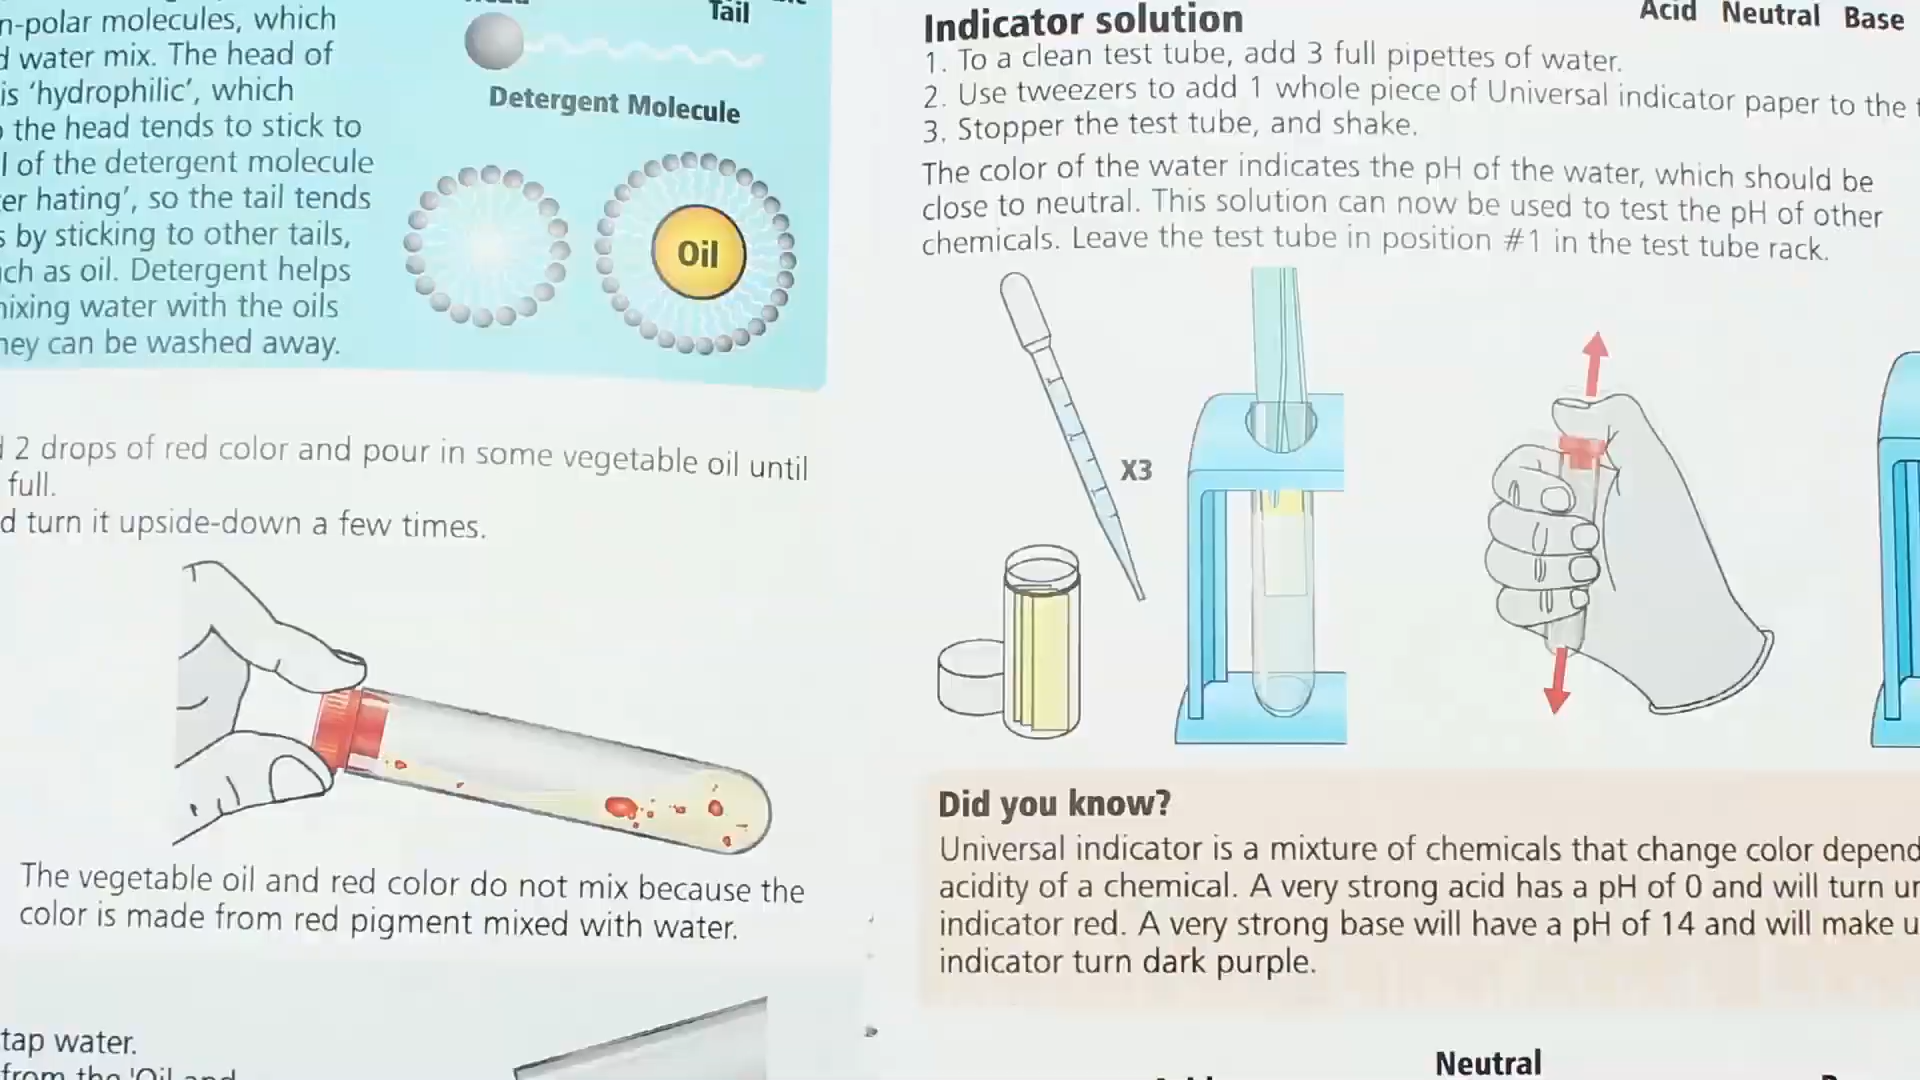 n-polar molecules, which
d water mix. The head of
is ‘hydrophilic’, which
the head tends to stick to
l of the detergent molecule
er hating’, so the tail tends
s by sticking to other tails,
ch as oil. Detergent helps
nixing water with the oils
hey can be washed away.
Tail
Detergent Molecule
Oil
2 drops of red color and pour in some vegetable oil until
full.
d turn it upside-down a few times.
The vegetable oil and red color do not mix because the
color is made from red pigment mixed with water.
tap water.
from the 'Oil and
Indicator solution
Acid Neutral Base
1. To a clean test tube, add 3 full pipettes of water.
2. Use tweezers to add 1 whole piece of Universal indicator paper to the
3. Stopper the test tube, and shake.
The color of the water indicates the pH of the water, which should be
close to neutral. This solution can now be used to test the pH of other
chemicals. Leave the test tube in position #1 in the test tube rack.
X3
Did you know?
Universal indicator is a mixture of chemicals that change color depend
acidity of a chemical. A very strong acid has a pH of 0 and will turn ur
indicator red. A very strong base will have a pH of 14 and will make u
indicator turn dark purple.
Neutral